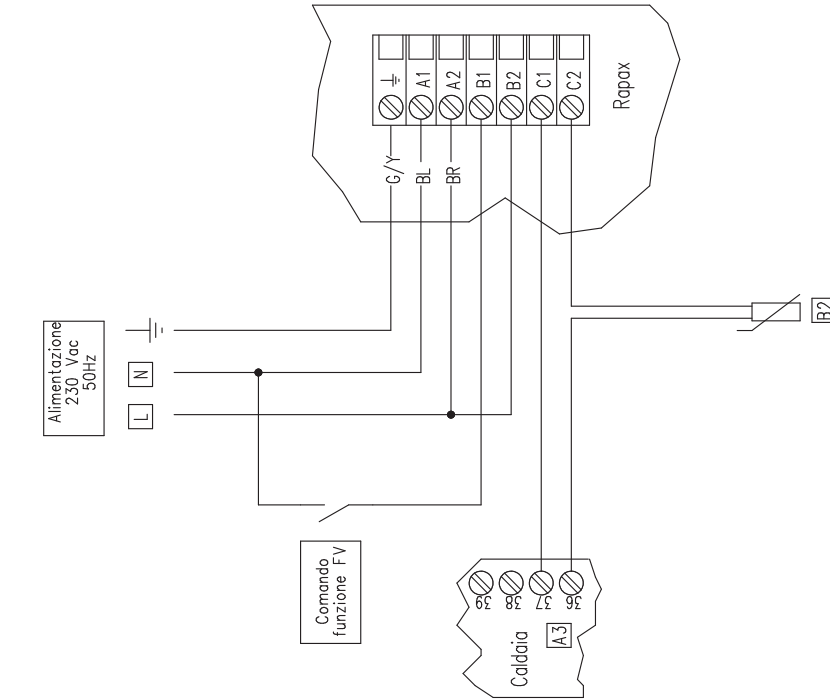 Alimentazione
230 Vac
50Hz
N
L
G/Y
BL
BR
A1
A2
B1
B2
C1
C2
Rapax
B2
Comando
funzione FV
39
38
37
36
Caldaia
A3